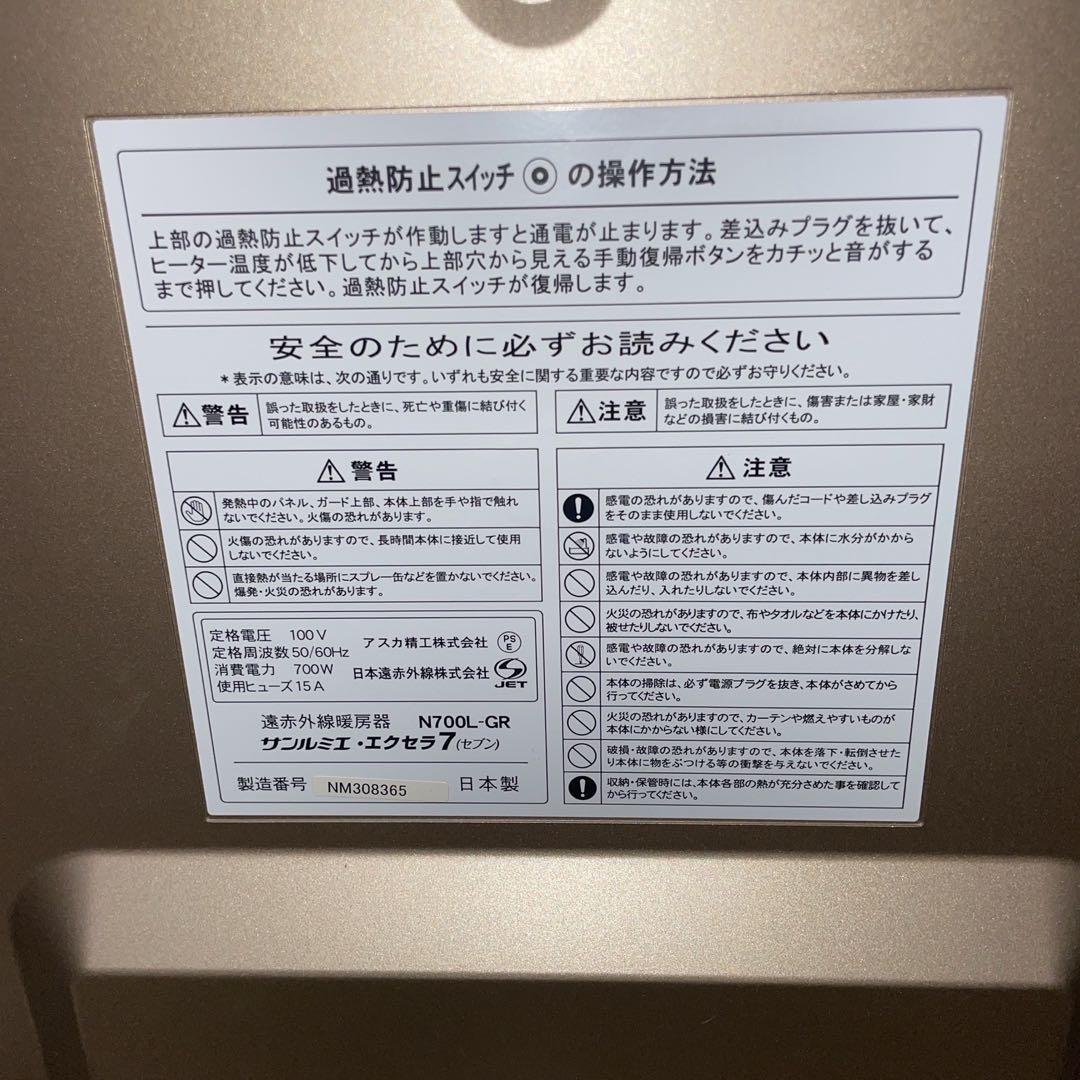 過熱防止スイッチ の操作方法
上部の過熱防止スイッチが作動しますと通電が止まります。差込みプラグを抜いて、
ヒーター温度が低下してから上部穴から見える手動復帰ボタンをカチッと音がする
まで押してください。過熱防止スイッチが復帰します。
安全のために必ずお読みください
*表示の意味は、次の通りです。いずれも安全に関する重要な内容ですので必ずお守りください。
警告
誤った取扱をしたときに、死亡や重傷に結び付く
可能性のあるもの。
注意
誤った取扱をしたときに、傷害または家屋・家財
などの損害に結び付くもの。
警告
発熱中のパネル、ガード上部、本体上部を手や指で触れ
ないでください。火傷の恐れがあります。
火傷の恐れがありますので、長時間本体に接近して使用
しないでください。
直接熱が当たる場所にスプレー缶などを置かないでください。
爆発・火災の恐れがあります。
定格電圧 100V
定格周波数 50/60Hz
消費電力 700W
使用ヒューズ 15A
アスカ精工株式会社
PS
E
日本遠赤外線株式会社
JET
遠赤外線暖房器 N700L-GR
サンルミエ・エクセラ7(セブン)
製造番号 NM308365 日本製
注意
感電の恐れがありますので、傷んだコードや差し込みプラグ
をそのまま使用しないでください。
感電や故障の恐れがありますので、本体に水分がかから
ないようにしてください。
感電や故障の恐れがありますので、本体内部に異物を差し
込んだり、入れたりしないでください。
火災の恐れがありますので、布やタオルなどを本体にかけたり、
被せたりしないでください。
感電や故障の恐れがありますので、絶対に本体を分解しな
いでください。
本体の掃除は、必ず電源プラグを抜き、本体がさめてから
行ってください。
火災の恐れがありますので、カーテンや燃えやすいものが
本体にかからない様にしてください。
破損・故障の恐れがありますので、本体を落下・転倒させた
り本体に物をぶつける等の衝撃を与えないでください。
収納・保管時には、本体各部の熱が充分さめた事を確認して
から行ってください。